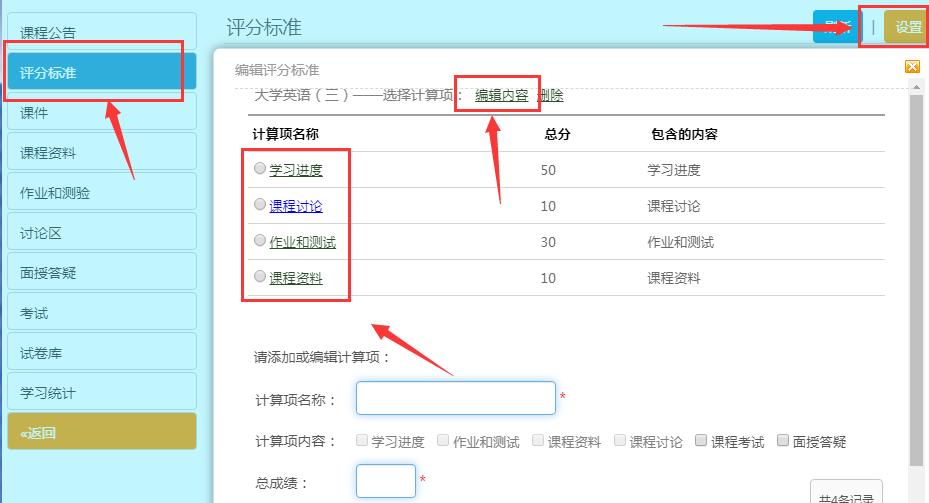 课程公告
评分标准
课件
课程资料
作业和测验
讨论区
面授答疑
考试
试卷库
学习统计
«返回
评分标准
刷新 | 设置
编辑评分标准
大学英语（三）——选择计算项： 编辑内容 删除
计算项名称 总分 包含的内容
学习进度 50 学习进度
课程讨论 10 课程讨论
作业和测试 30 作业和测试
课程资料 10 课程资料
请添加或编辑计算项：
计算项名称： *
计算项内容： 学习进度 作业和测试 课程资料 课程讨论 课程考试 面授答疑
总成绩： *
共4条记录